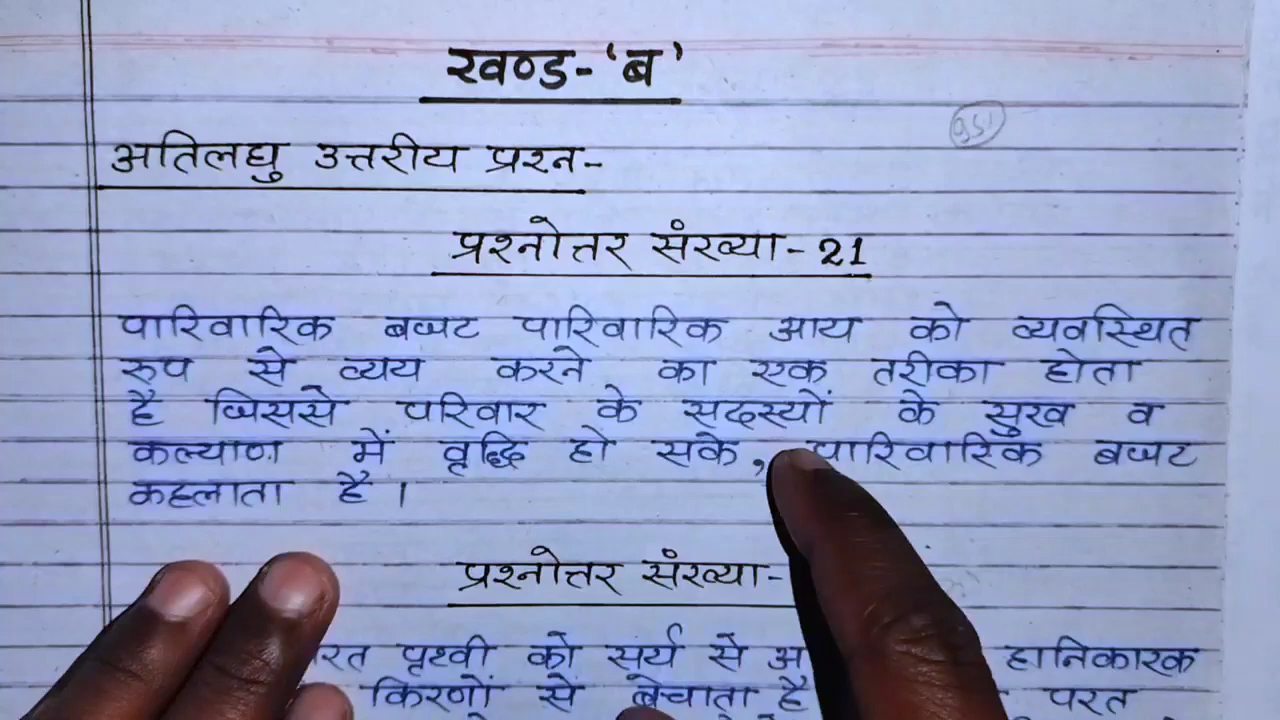 खण्ड-'ब'
अतिलघु उत्तरीय प्रश्न-
प्रश्नोत्तर संख्या-21
पारिवारिक बजट पारिवारिक आय को व्यवस्थित
रूप से व्यय करने का एक तरीका होता
है जिससे परिवार के सदस्यों के सुख व
कल्याण में वृद्धि हो सके, पारिवारिक बजट
कहलाता है।
प्रश्नोत्तर संख्या-
पृथ्वी को सूर्य से हानिकारक
किरणों से बचाता है परत